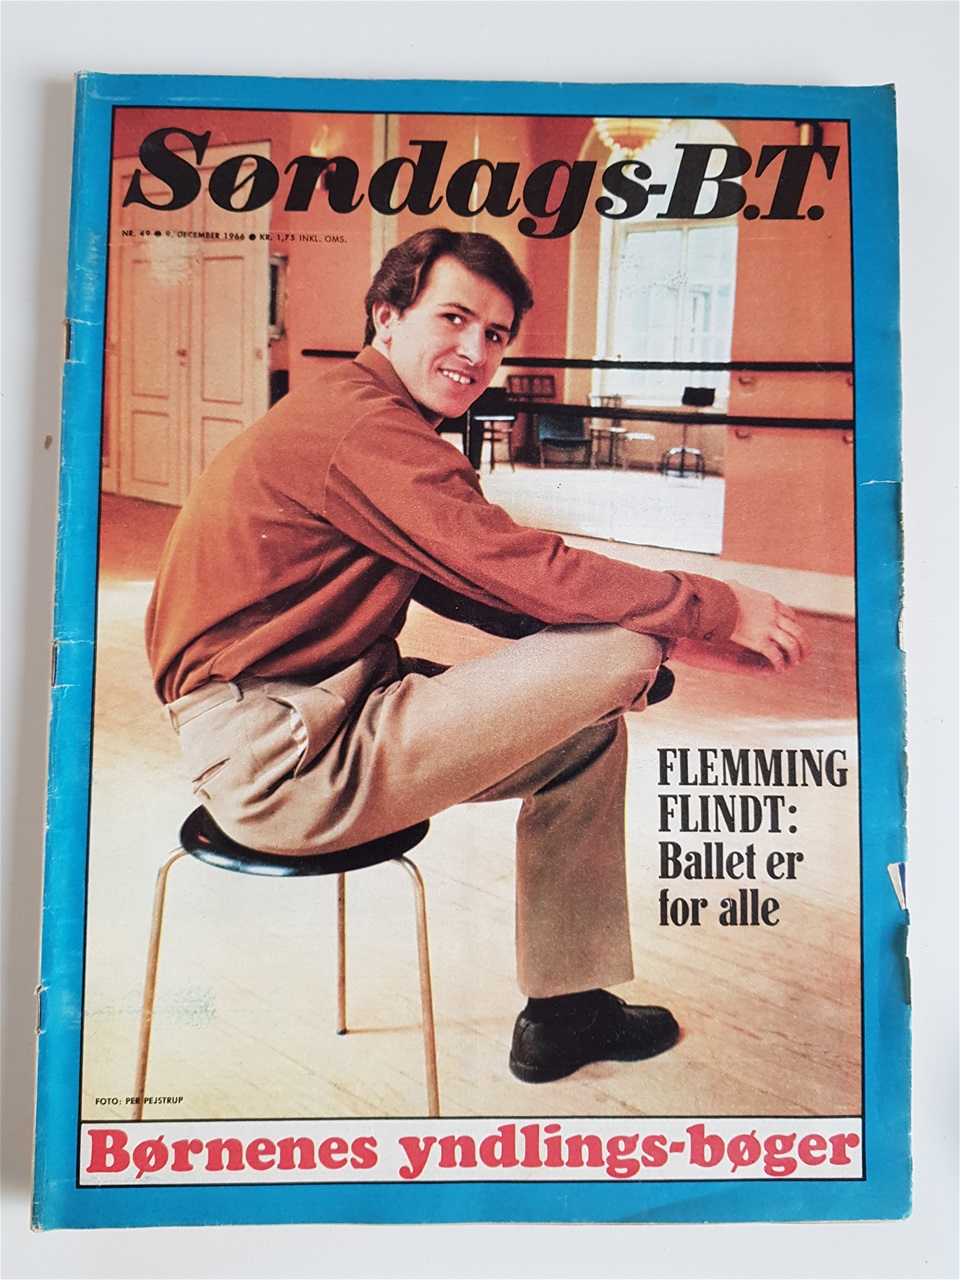 Søndags-B.T.
NR. 49 ● 9. DECEMBER 1966 ● KR. 1,75 INKL. OMS.
FLEMMING
FLINDT:
Ballet er
for alle
FOTO: PER PEJSTRUP
Børnenes yndlings-bøger